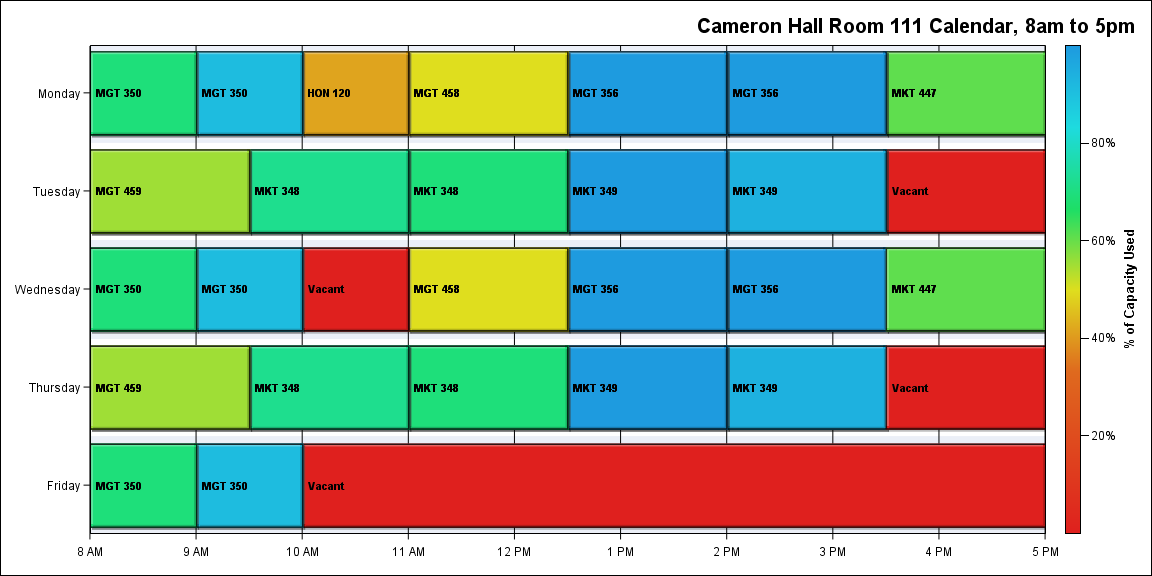 Cameron Hall Room 111 Calendar, 8am to 5pm
Monday MGT 350 MGT 350 HON 120 MGT 458 MGT 356 MGT 356 MKT 447
Tuesday MGT 459 MKT 348 MKT 348 MKT 349 MKT 349 Vacant
Wednesday MGT 350 MGT 350 Vacant MGT 458 MGT 356 MGT 356 MKT 447
Thursday MGT 459 MKT 348 MKT 348 MKT 349 MKT 349 Vacant
Friday MGT 350 MGT 350 Vacant
8 AM 9 AM 10 AM 11 AM 12 PM 1 PM 2 PM 3 PM 4 PM 5 PM
80%
60%
40%
20%
% of Capacity Used